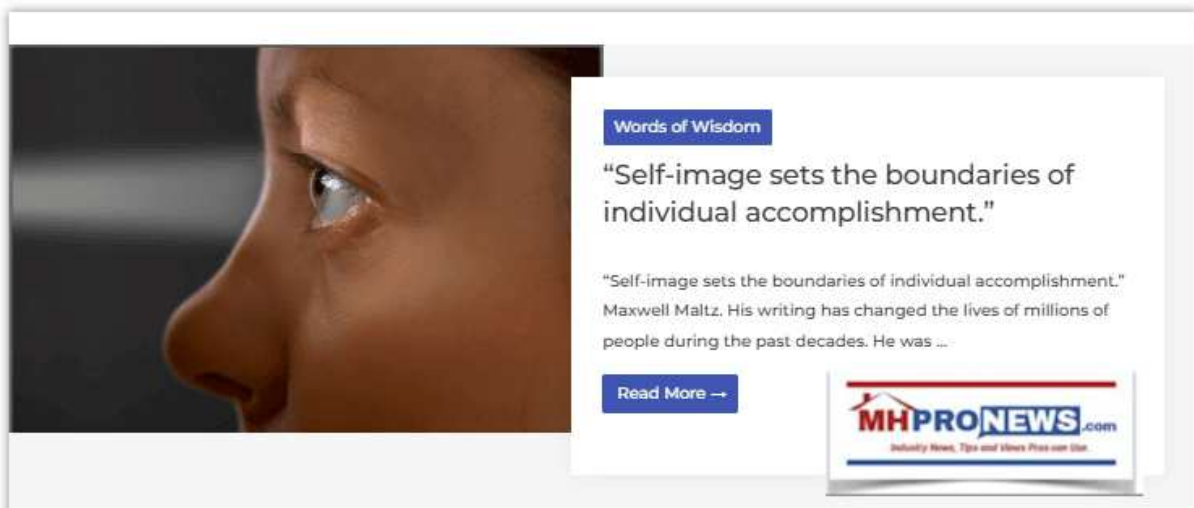 Words of Wisdom
“Self-image sets the boundaries of
individual accomplishment.”
“Self-image sets the boundaries of individual accomplishment.”
Maxwell Maltz. His writing has changed the lives of millions of
people during the past decades. He was ...
Read More →
MHPRONEWS.com
Industry News, Tips and Views Pros can Use